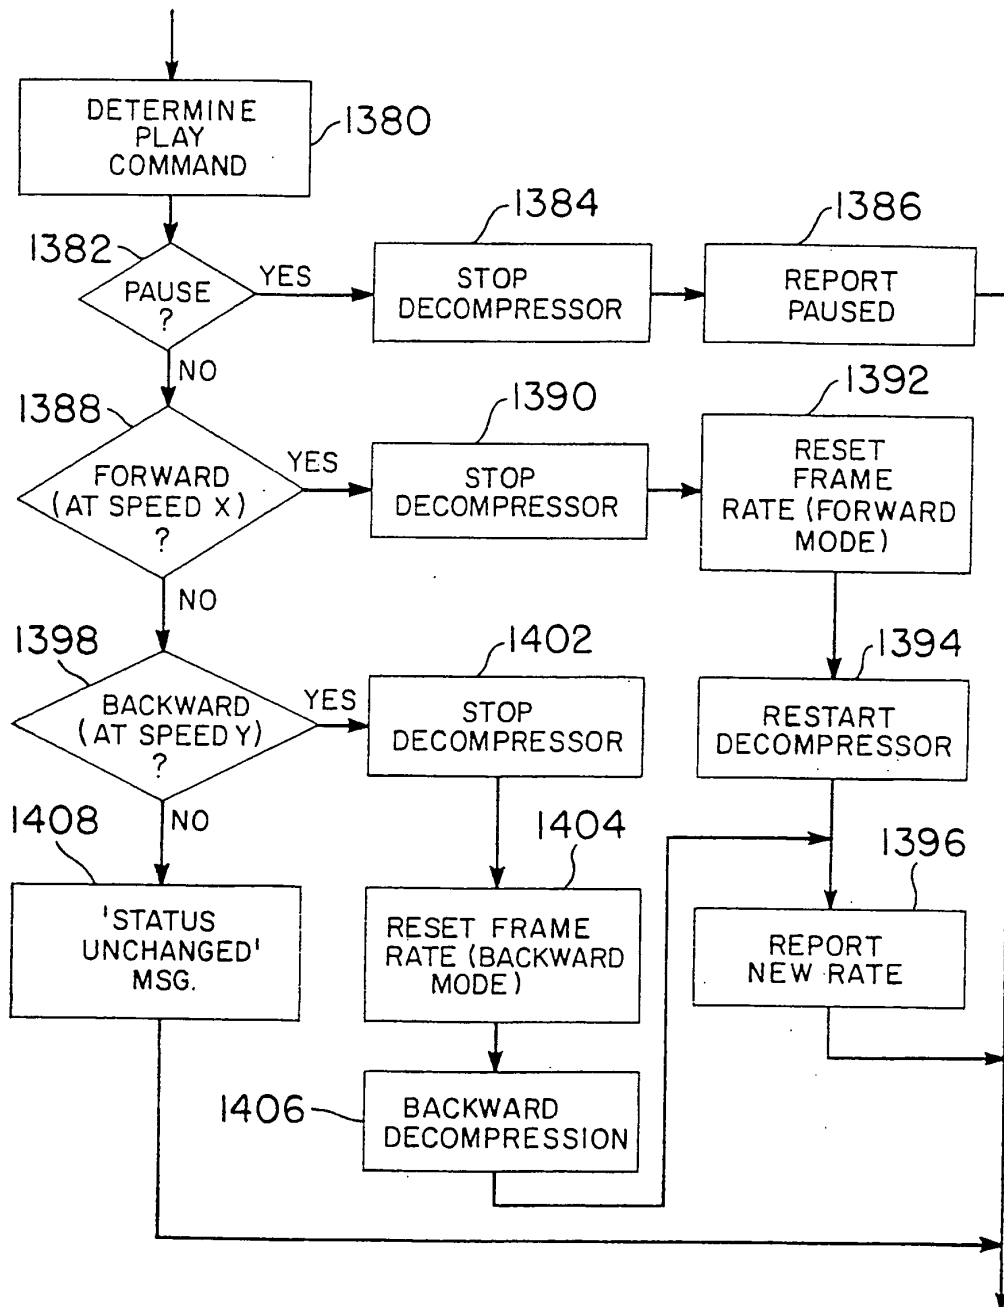 DETERMINE
PLAY
COMMAND
1380
1382
PAUSE
?
YES
NO
1384
STOP
DECOMPRESSOR
1386
REPORT
PAUSED
1388
FORWARD
(AT SPEED X)
?
YES
NO
1390
STOP
DECOMPRESSOR
1392
RESET
FRAME
RATE (FORWARD
MODE)
1394
RESTART
DECOMPRESSOR
1398
BACKWARD
(AT SPEED Y)
?
YES
NO
1402
STOP
DECOMPRESSOR
1404
RESET FRAME
RATE (BACKWARD
MODE)
1396
REPORT
NEW RATE
1408
'STATUS
UNCHANGED'
MSG.
1406
BACKWARD
DECOMPRESSION